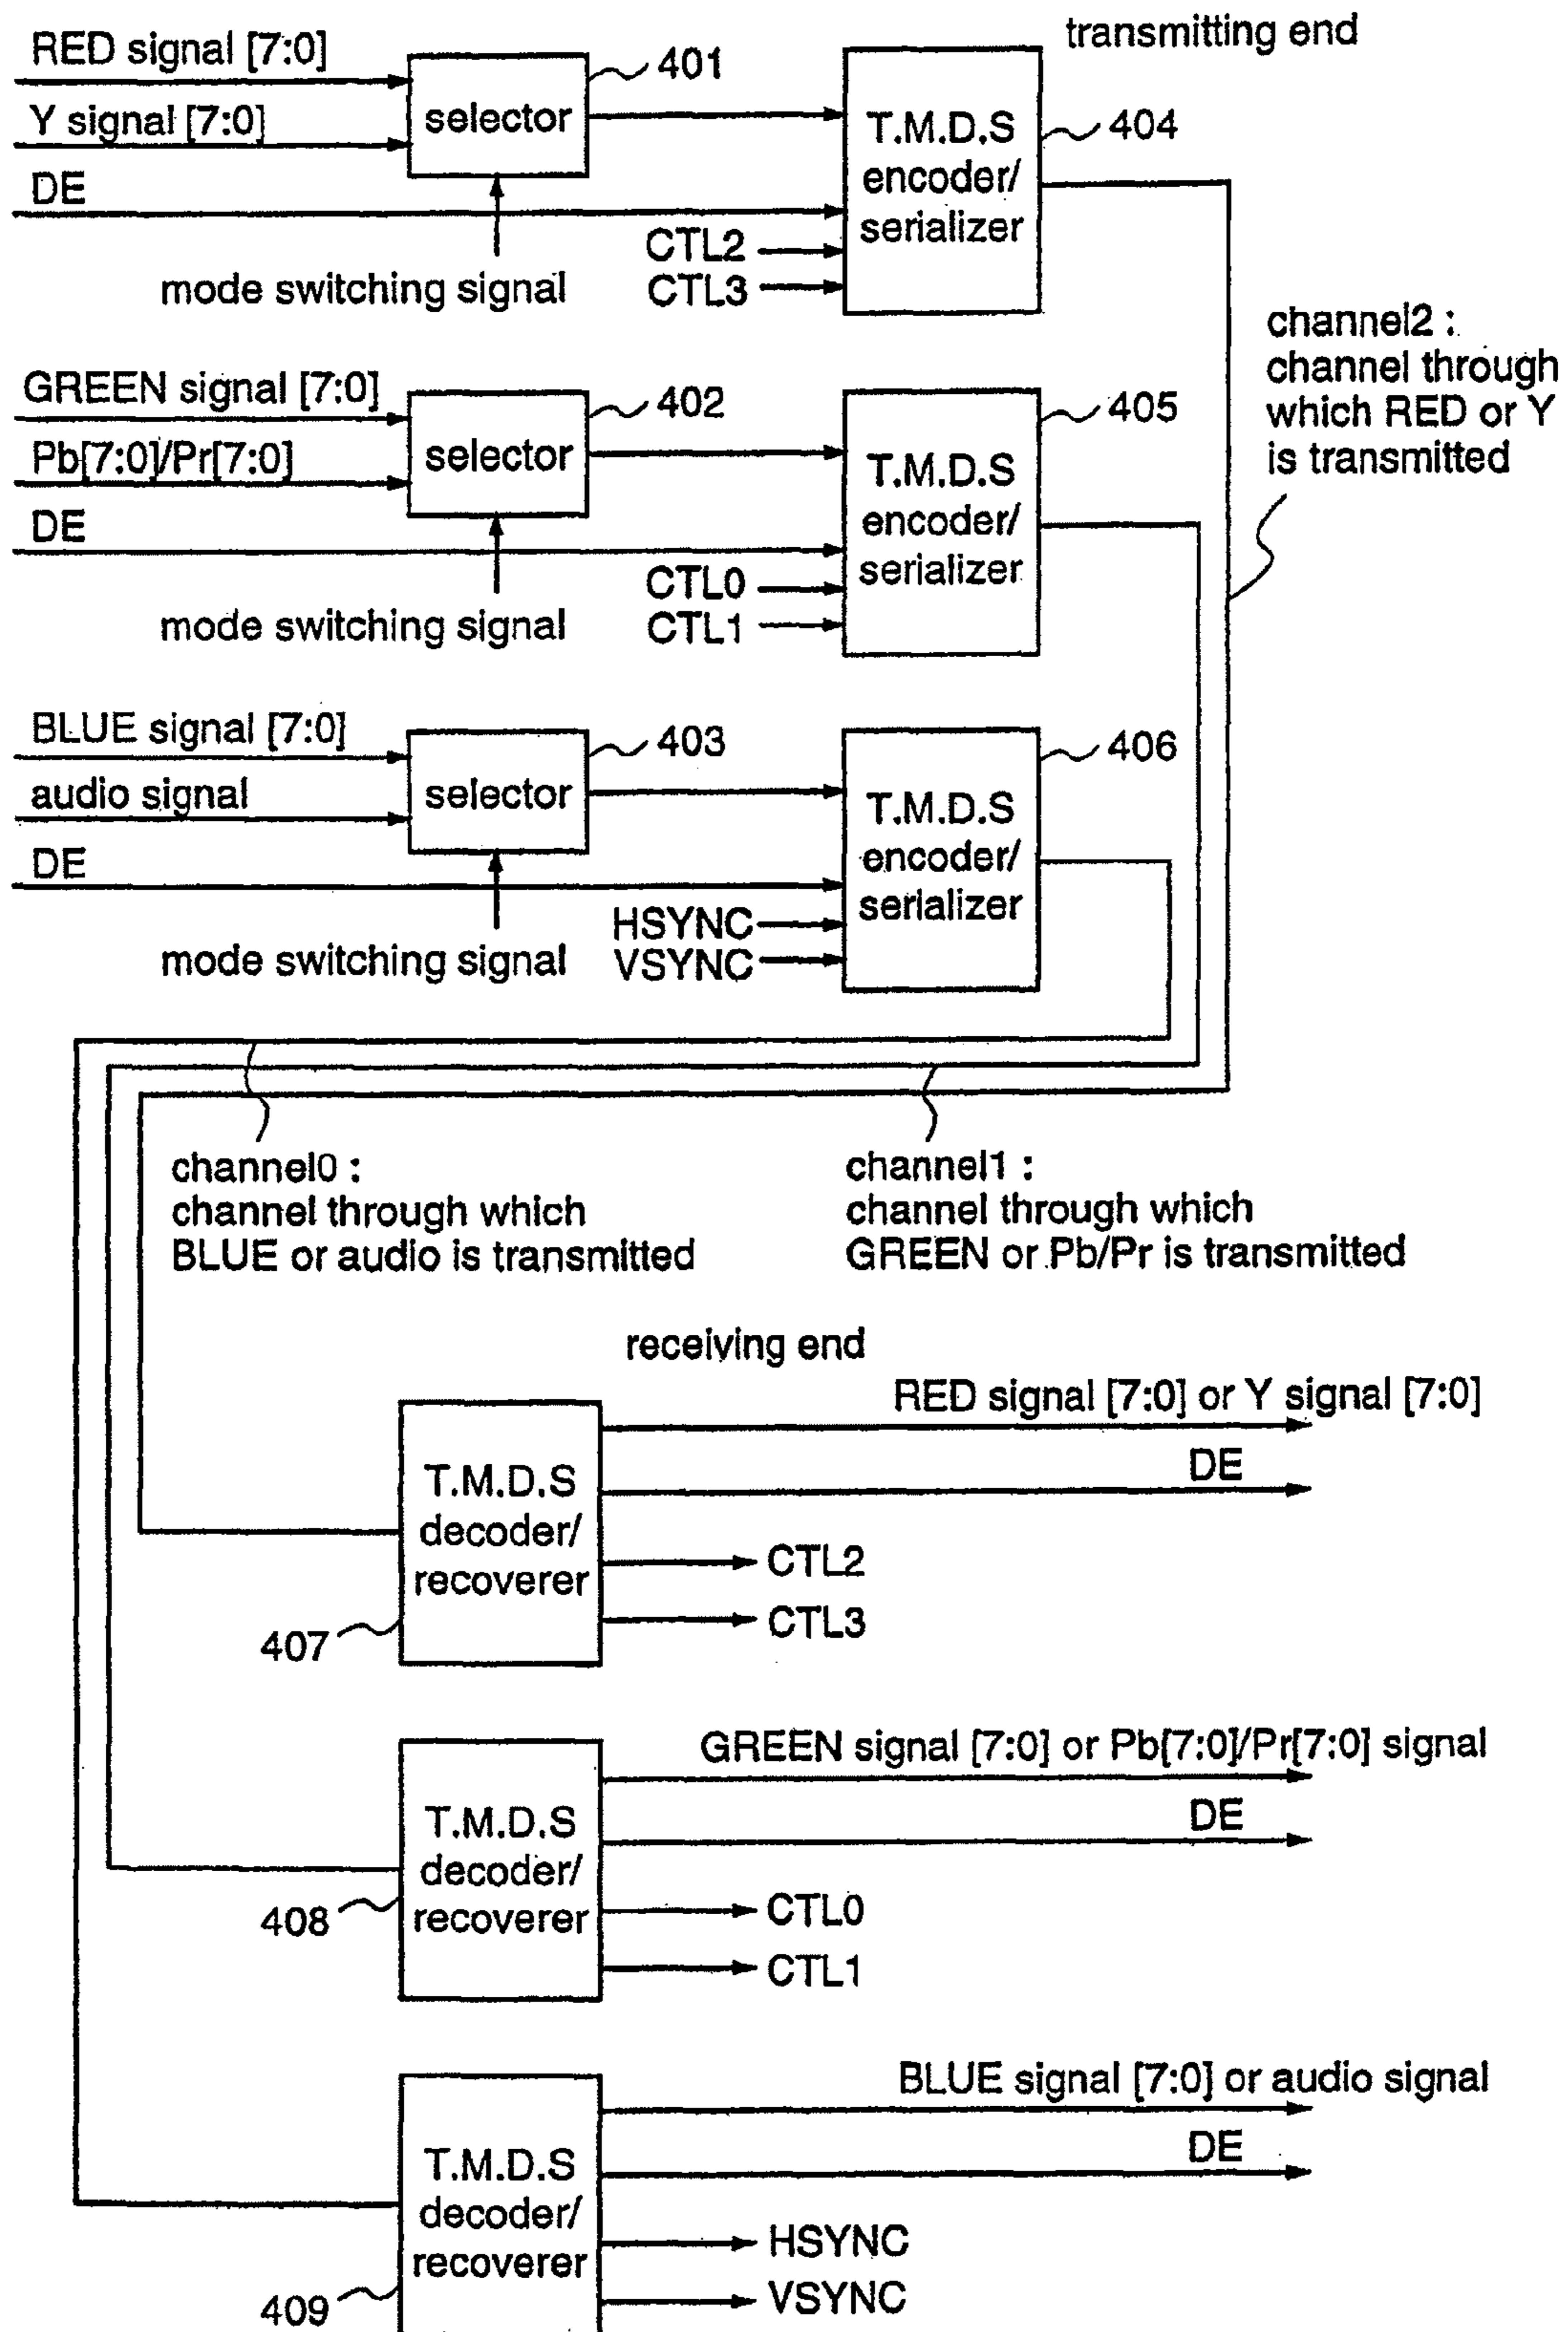 transmitting end
RED signal [7:0]
Y signal [7:0]
DE
selector
401
mode switching signal
CTL2
CTL3
T.M.D.S
encoder/
serializer
404
channel2 :
channel through
which RED or Y
is transmitted
GREEN signal [7:0]
Pb[7:0]/Pr[7:0]
DE
selector
402
mode switching signal
CTL0
CTL1
T.M.D.S
encoder/
serializer
405
BLUE signal [7:0]
audio signal
DE
selector
403
mode switching signal
HSYNC
VSYNC
T.M.D.S
encoder/
serializer
406
channel0 :
channel through which
BLUE or audio is transmitted
channel1 :
channel through which
GREEN or Pb/Pr is transmitted
receiving end
T.M.D.S
decoder/
recoverer
407
RED signal [7:0] or Y signal [7:0]
DE
CTL2
CTL3
T.M.D.S
decoder/
recoverer
408
GREEN signal [7:0] or Pb[7:0]/Pr[7:0] signal
DE
CTL0
CTL1
T.M.D.S
decoder/
recoverer
409
BLUE signal [7:0] or audio signal
DE
HSYNC
VSYNC